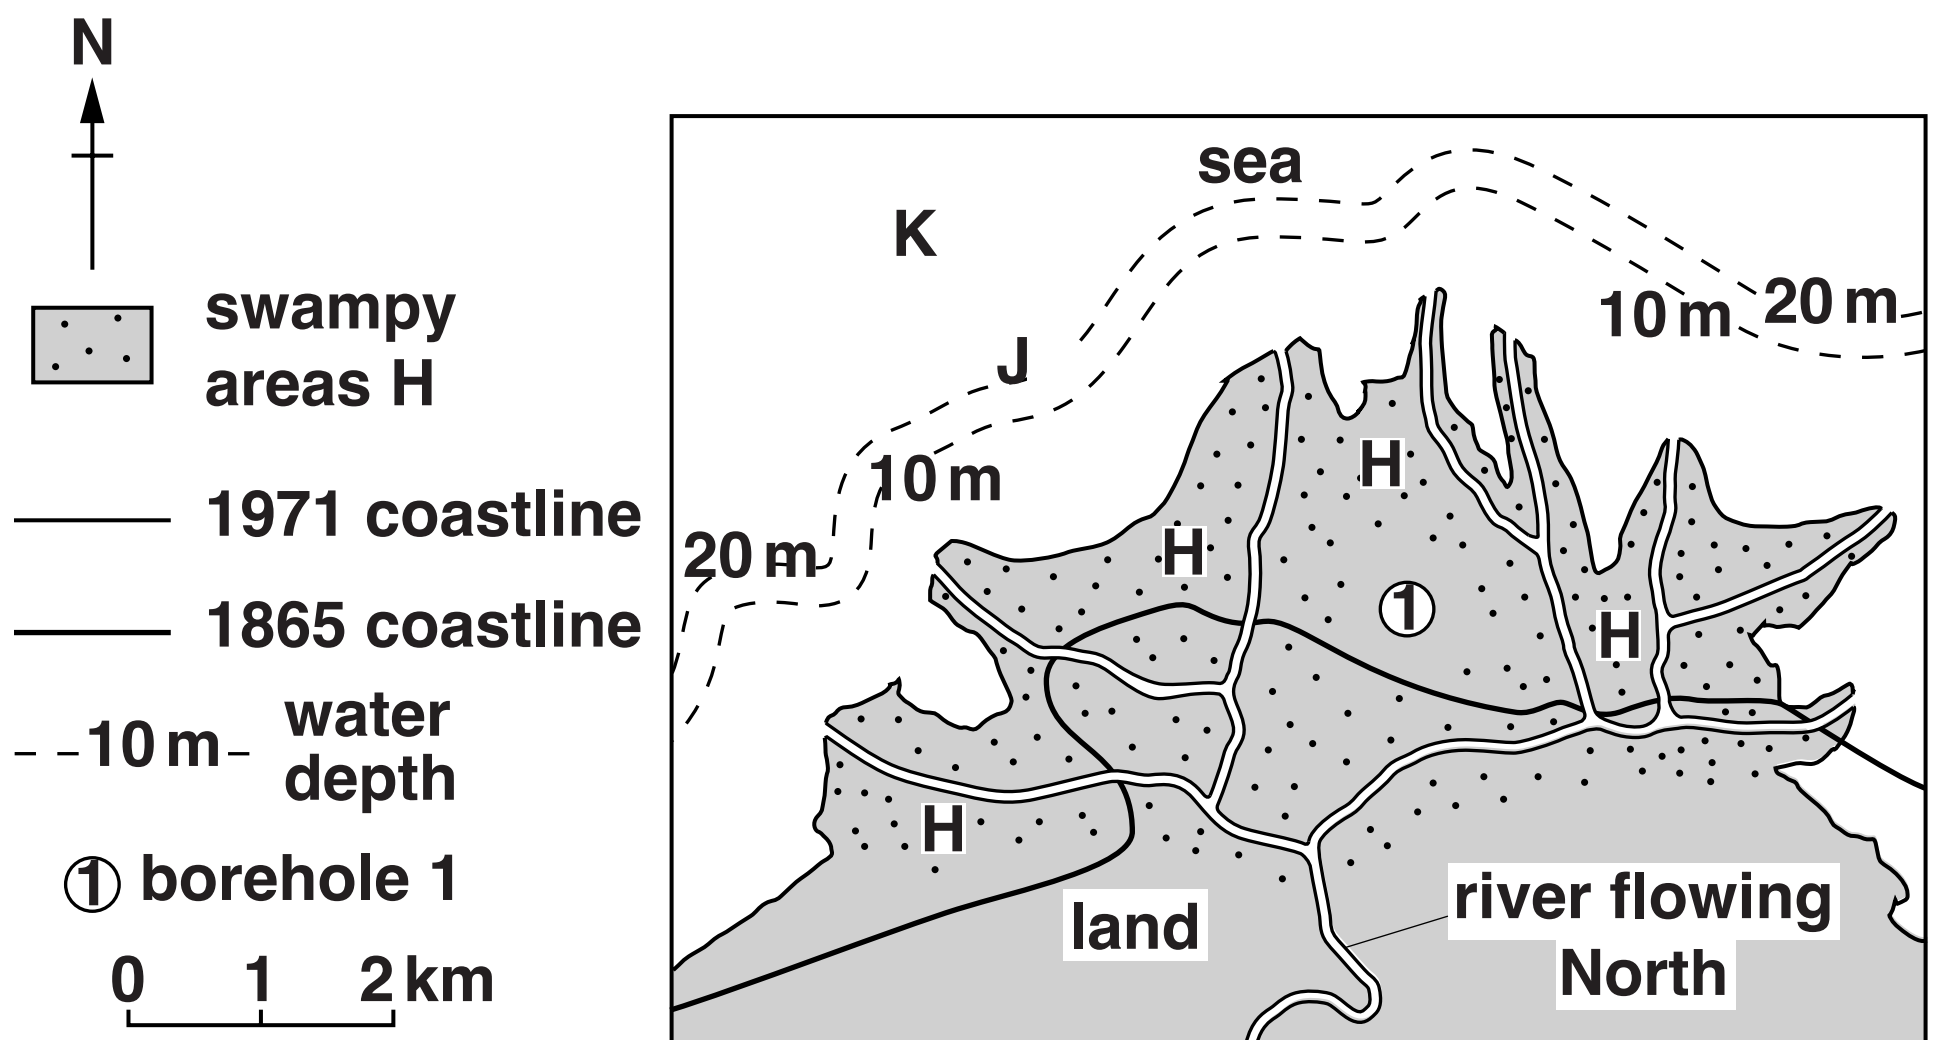 N
swampy
areas H
1971 coastline
1865 coastline
10 m
water
depth
1 borehole 1
0 1 2 km
sea
K
J
10 m
20 m
10 m
20 m
H
H
1
H
H
land
river flowing
North